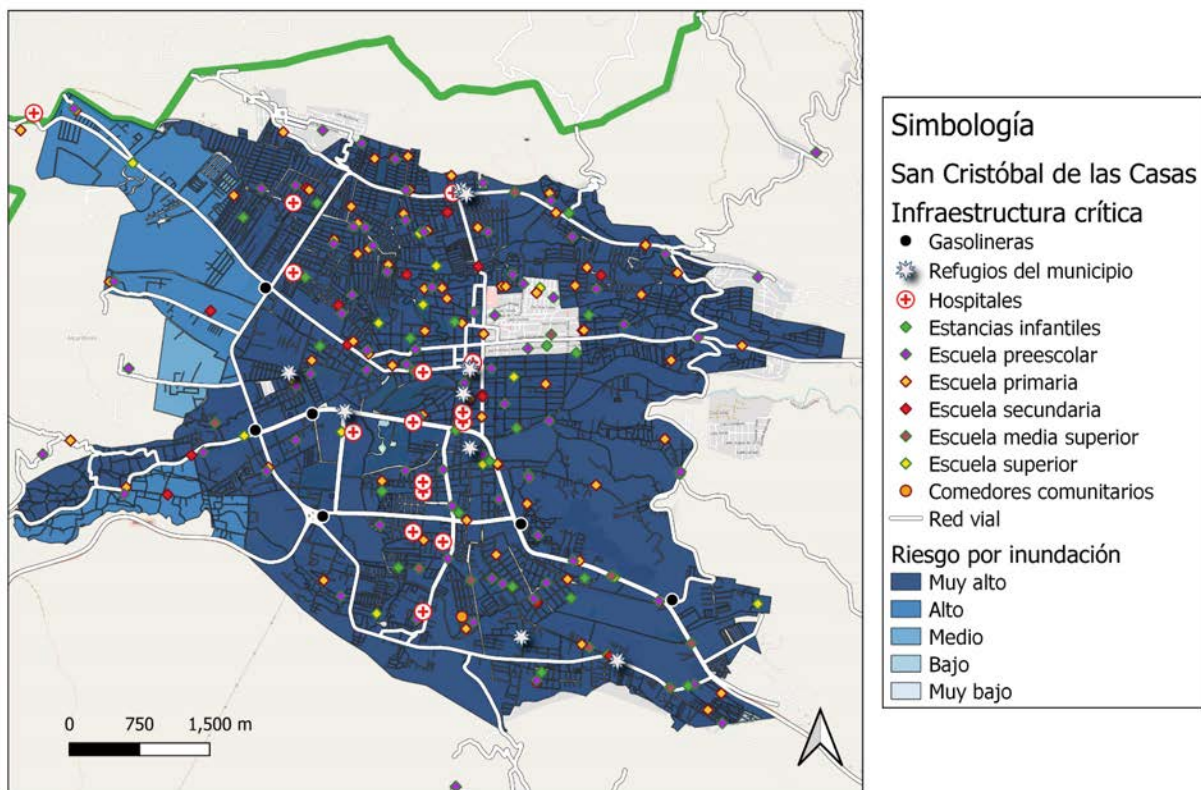 Simbología
San Cristóbal de las Casas
Infraestructura crítica
Gasolineras
Refugios del municipio
Hospitales
Estancias infantiles
Escuela preescolar
Escuela primaria
Escuela secundaria
Escuela media superior
Escuela superior
Comedores comunitarios
Red vial
Riesgo por inundación
Muy alto
Alto
Medio
Bajo
Muy bajo
0 750 1,500 m